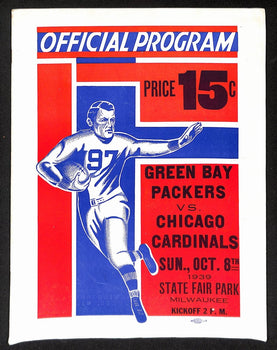 OFFICIAL PROGRAM
PRICE 15c
97
GREEN BAY
PACKERS
VS.
CHICAGO
CARDINALS
SUN., OCT. 8TH
1939
STATE FAIR PARK
MILWAUKEE
KICKOFF 2 P. M.